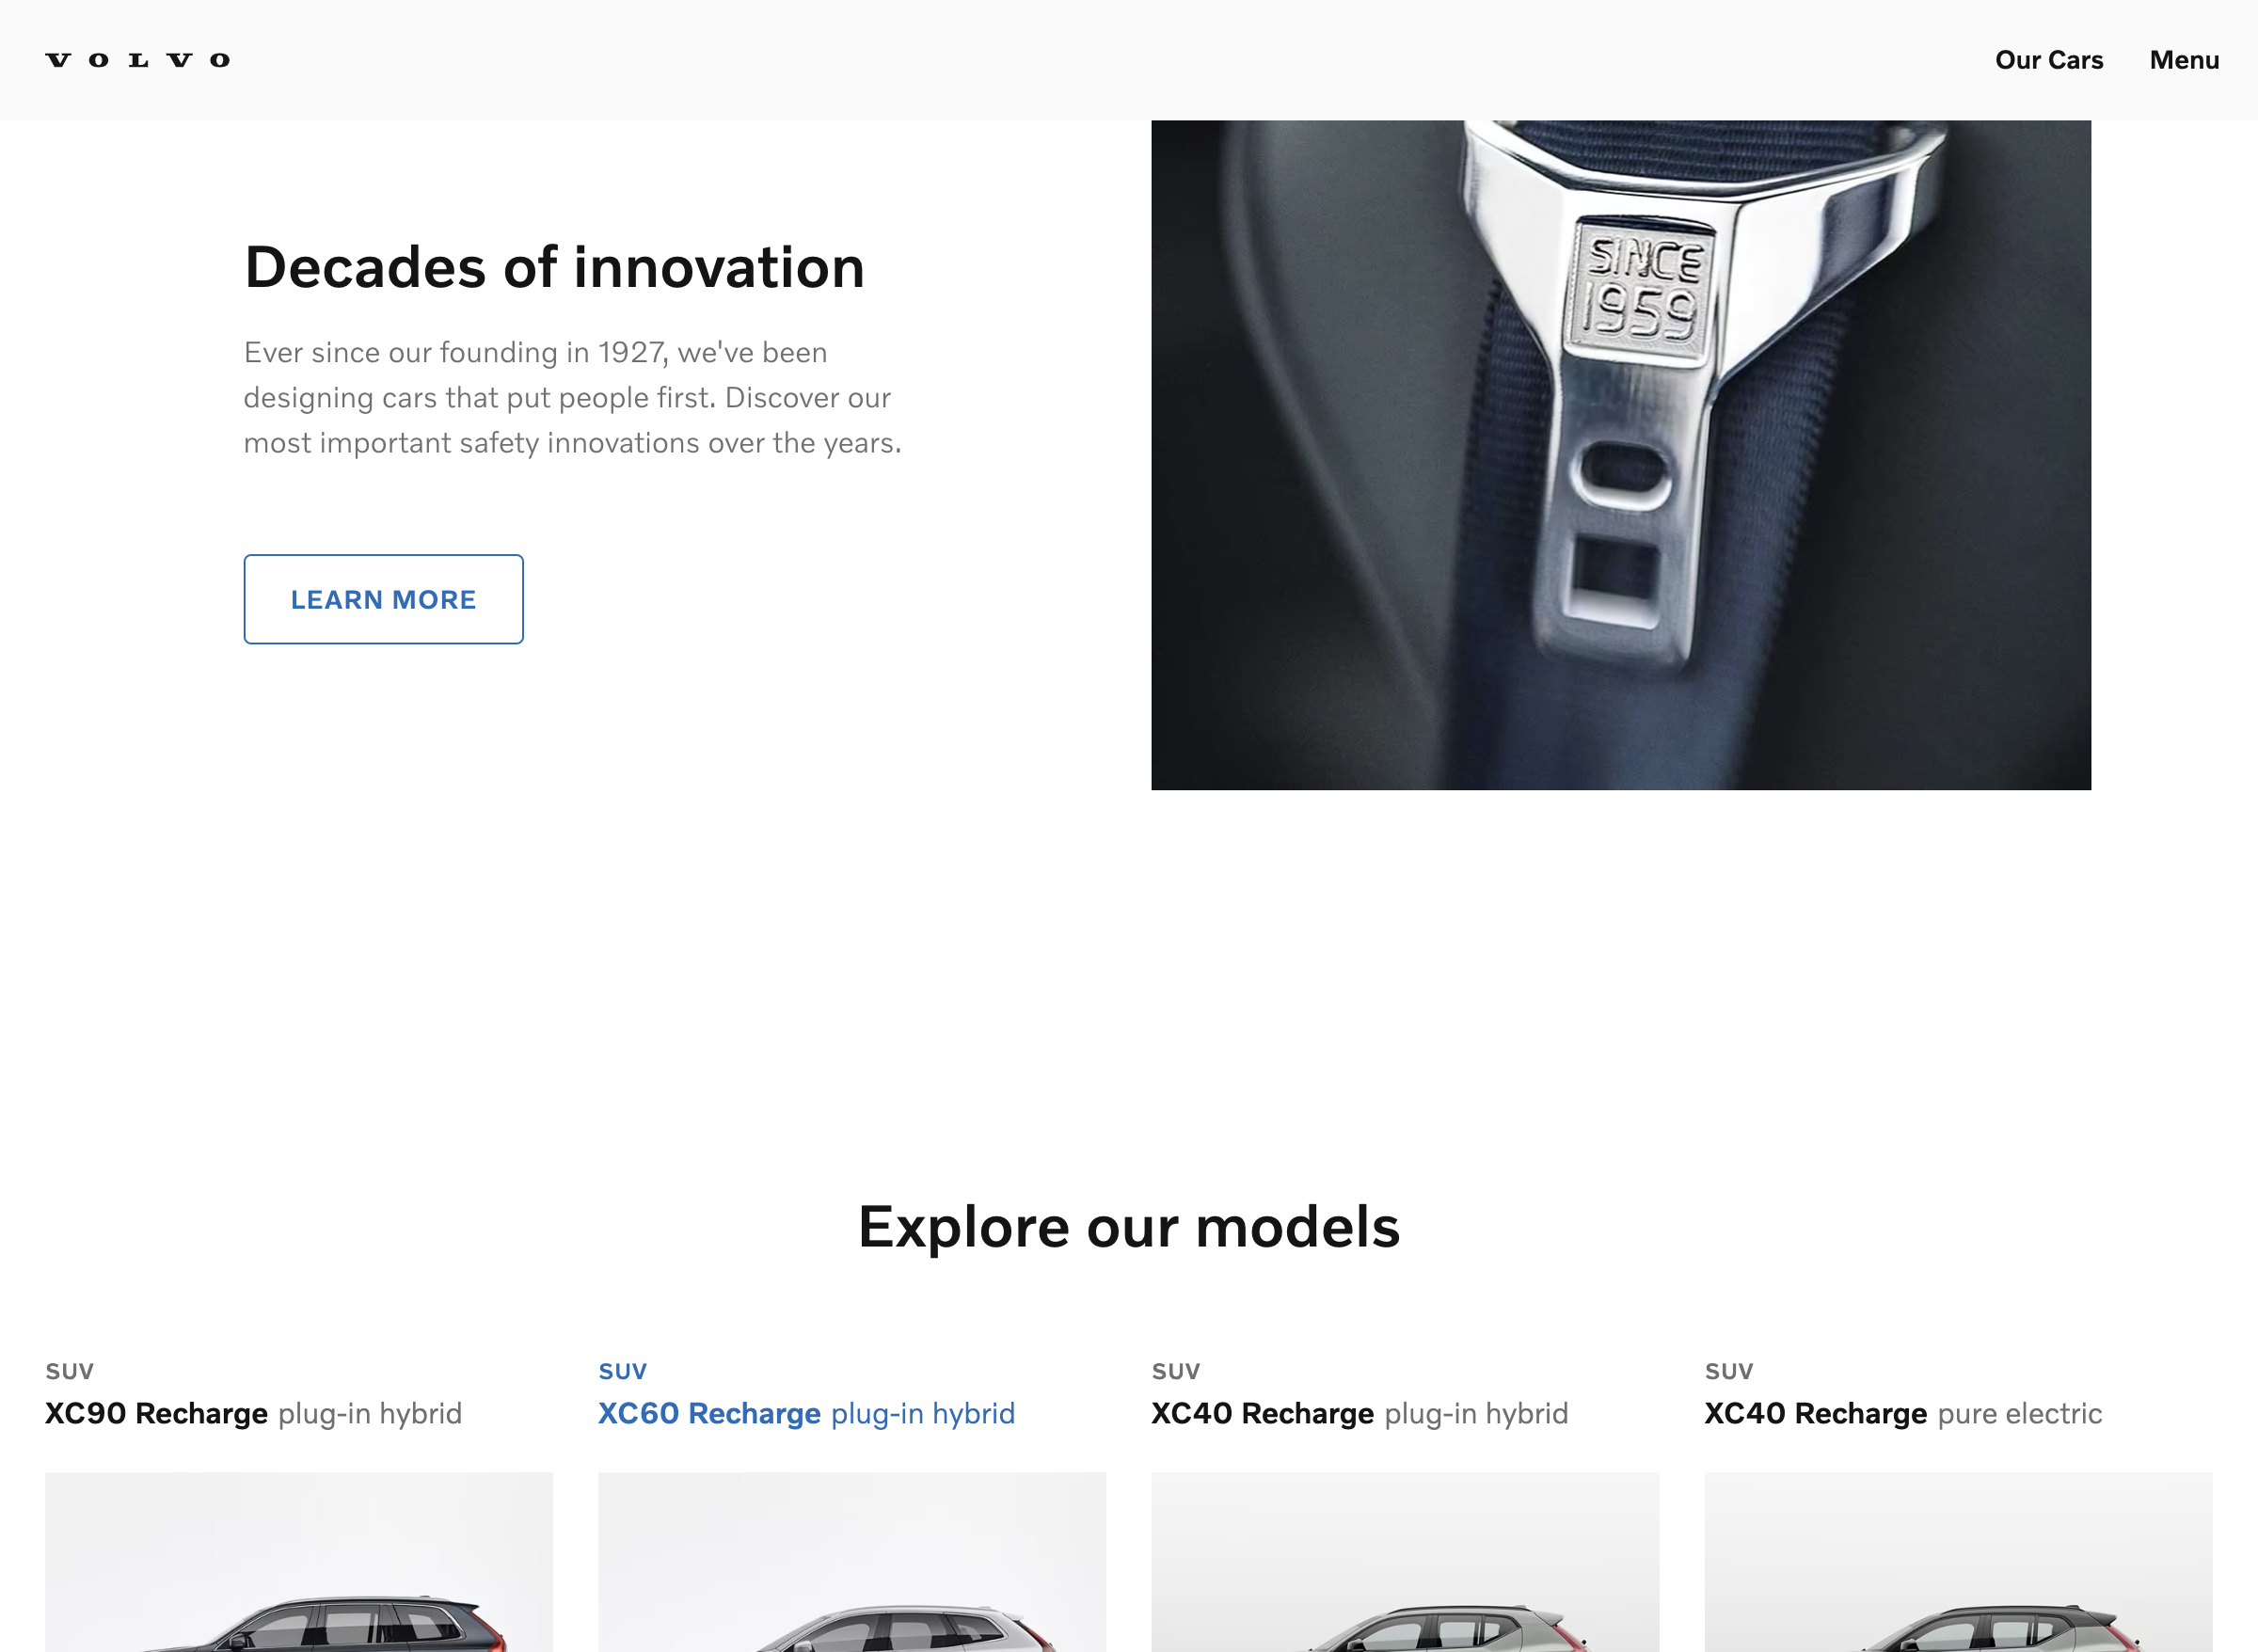 VOLVO
Our Cars
Menu
Decades of innovation
Ever since our founding in 1927, we've been
designing cars that put people first. Discover our
most important safety innovations over the years.
LEARN MORE
SINCE
1959
Explore our models
SUV
XC90 Recharge plug-in hybrid
SUV
XC60 Recharge plug-in hybrid
SUV
XC40 Recharge plug-in hybrid
SUV
XC40 Recharge pure electric